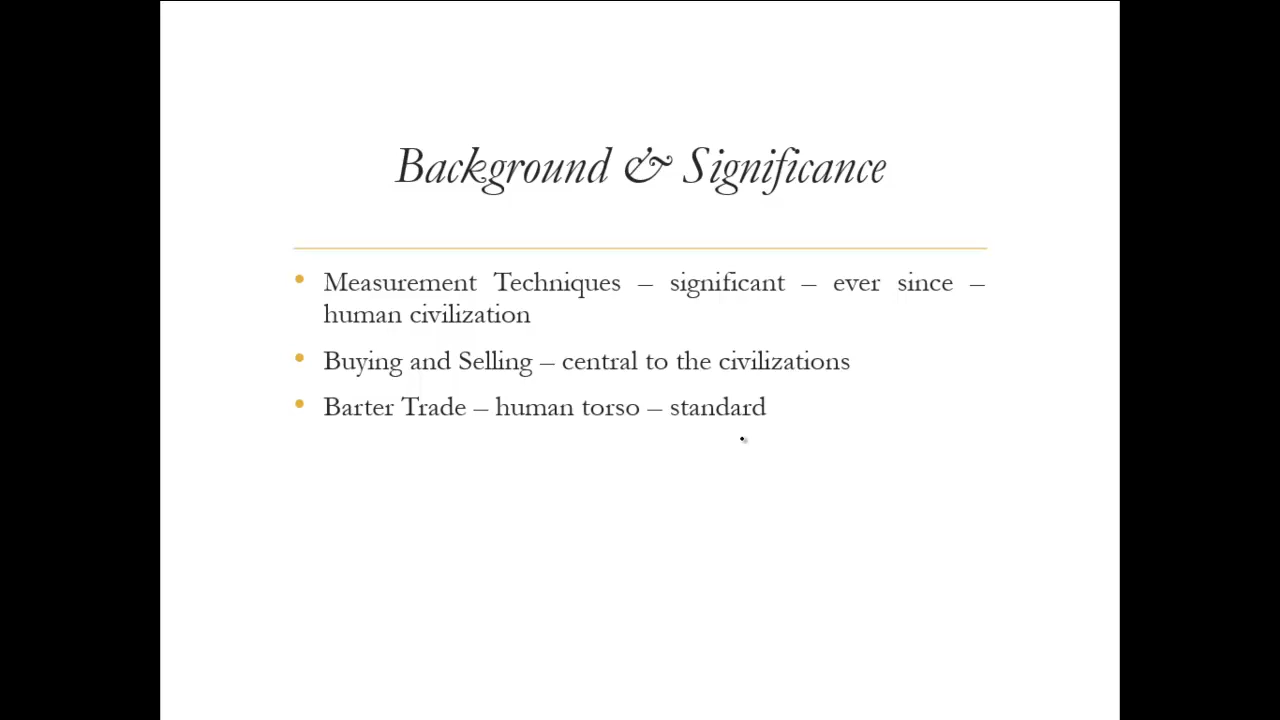 Background & Significance
• Measurement Techniques – significant – ever since –
human civilization
• Buying and Selling – central to the civilizations
• Barter Trade – human torso – standard